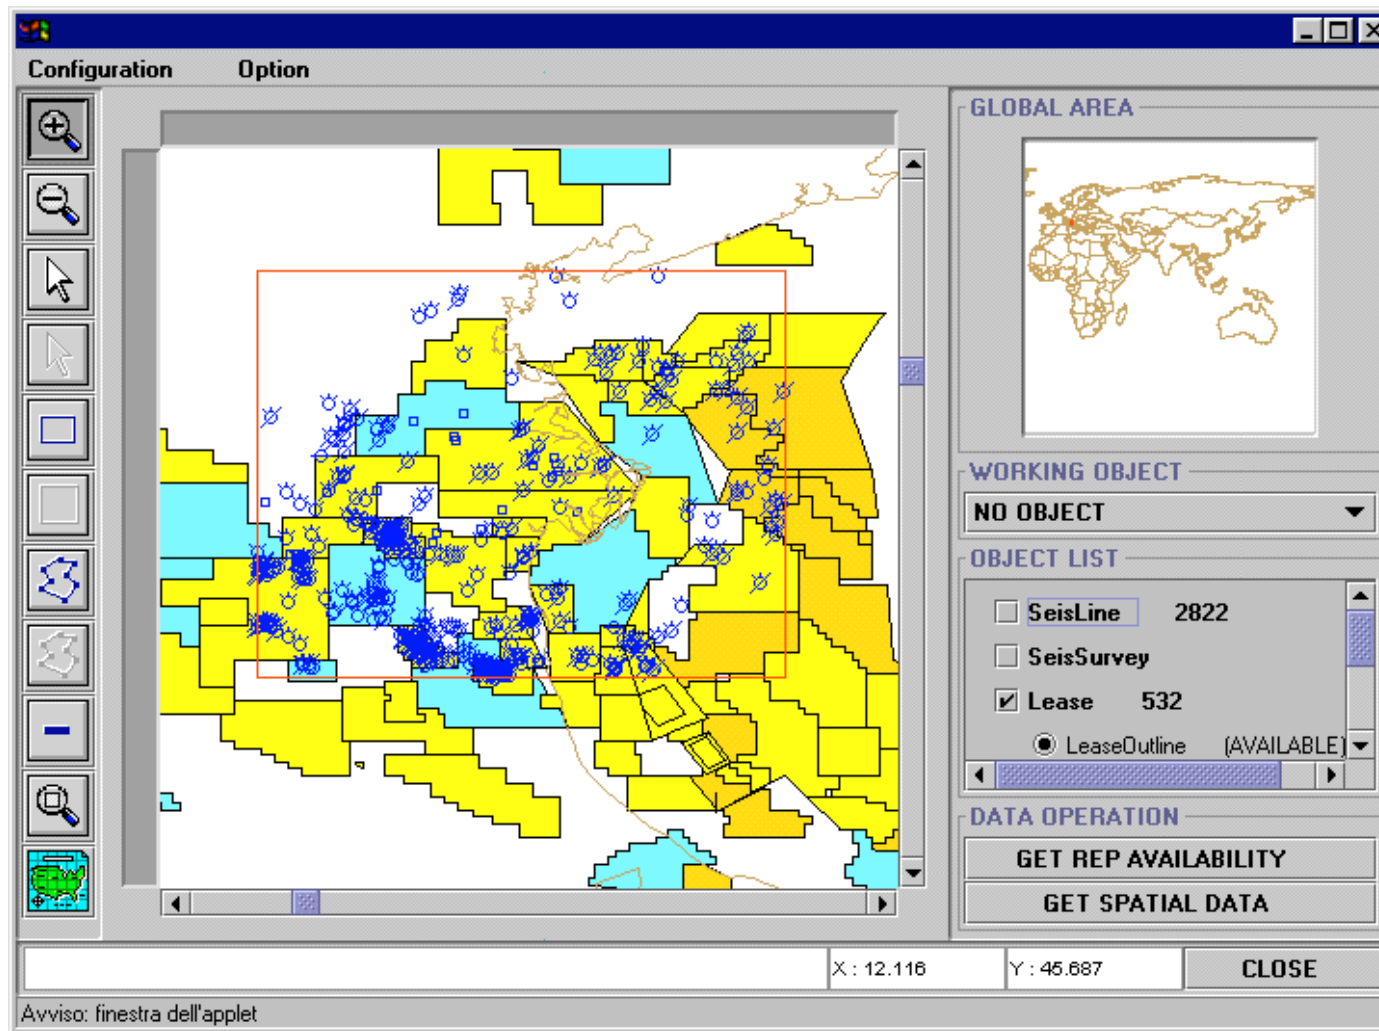 Configuration Option
GLOBAL AREA
WORKING OBJECT
NO OBJECT
OBJECT LIST
SeisLine 2822
SeisSurvey
Lease 532
LeaseOutline (AVAILABLE)
DATA OPERATION
GET REP AVAILABILITY
GET SPATIAL DATA
X : 12.116 Y : 45.687 CLOSE
Avviso: finestra dell'applet